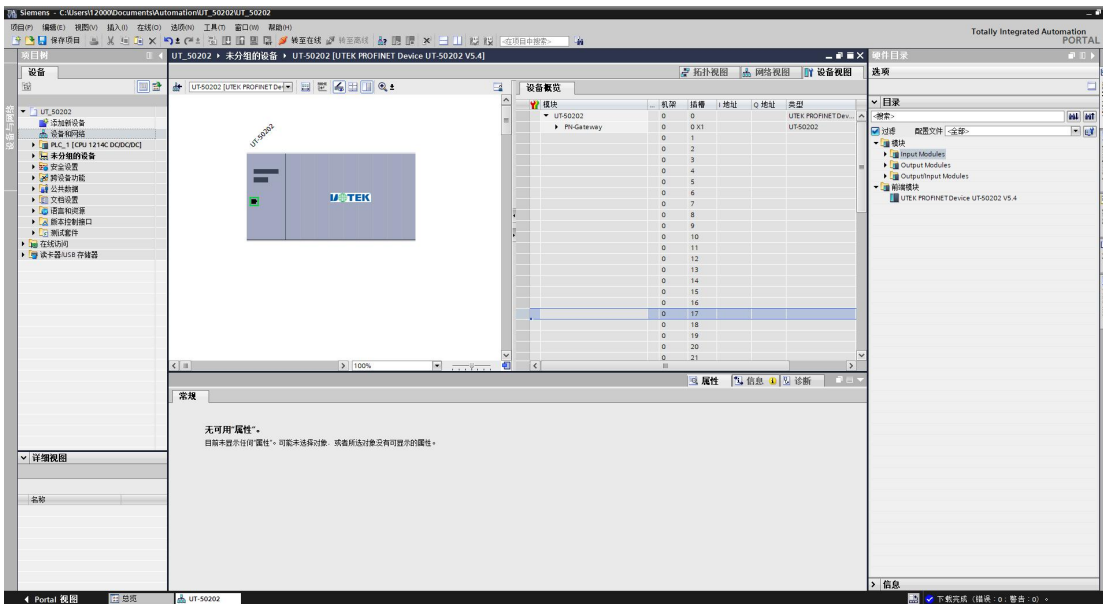 Siemens - C:\Users\12000\Documents\Automation\UT_50202\UT_50202
项目(P) 编辑(E) 视图(V) 插入(I) 在线(O) 选项(N) 工具(T) 窗口(W) 帮助(H)
Totally Integrated Automation
PORTAL
保存项目 转至在线 转至离线 <在项目中搜索>
项目树
UT_50202 ▸ 未分组的设备 ▸ UT-50202 [UTEK PROFINET Device UT-50202 V5.4]
硬件目录
设备
拓扑视图 网络视图 设备视图
选项
UT-50202 [UTEK PROFINET Dev
设备概览
UT_50202
添加新设备
设备和网络
PLC_1 [CPU 1214C DC/DC/DC]
未分组的设备
安全设置
跨设备功能
公共数据
文档设置
语言和资源
版本控制接口
测试套件
在线访问
读卡器/USB 存储器
UT-50202
UTEK
模块 ... 机架 插槽 I 地址 Q 地址 类型
UT-50202 0 0 UTEK PROFINET Dev...
PN-Gateway 0 0 X1 UT-50202
0 1
0 2
0 3
0 4
0 5
0 6
0 7
0 8
0 9
0 10
0 11
0 12
0 13
0 14
0 15
0 16
0 17
0 18
0 19
0 20
0 21
目录
<搜索>
过滤 配置文件 <全部>
模块
Input Modules
Output Modules
Output/Input Modules
前端模块
UTEK PROFINET Device UT-50202 V5.4
100%
属性 信息 诊断
常规
无可用“属性”。
目前未显示任何“属性”。可能未选择对象，或者所选对象没有可显示的属性。
详细视图
名称
信息
Portal 视图 总览 UT-50202
下载完成（错误：0；警告：0）。